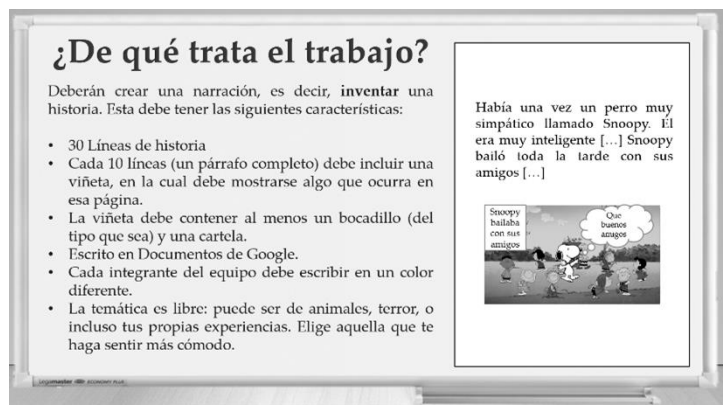 ¿De qué trata el trabajo?
Deberán crear una narración, es decir, inventar una
historia. Esta debe tener las siguientes características:
• 30 Líneas de historia
• Cada 10 líneas (un párrafo completo) debe incluir una
viñeta, en la cual debe mostrarse algo que ocurra en
esa página.
• La viñeta debe contener al menos un bocadillo (del
tipo que sea) y una cartela.
• Escrito en Documentos de Google.
• Cada integrante del equipo debe escribir en un color
diferente.
• La temática es libre: puede ser de animales, terror, o
incluso tus propias experiencias. Elige aquella que te
haga sentir más cómodo.
Había una vez un perro muy
simpático llamado Snoopy. Él
era muy inteligente [...] Snoopy
bailó toda la tarde con sus
amigos [...]
Snoopy
bailaba
con sus
amigos
Que
buenos
amigos
Legamaster ECONOMY PLUS